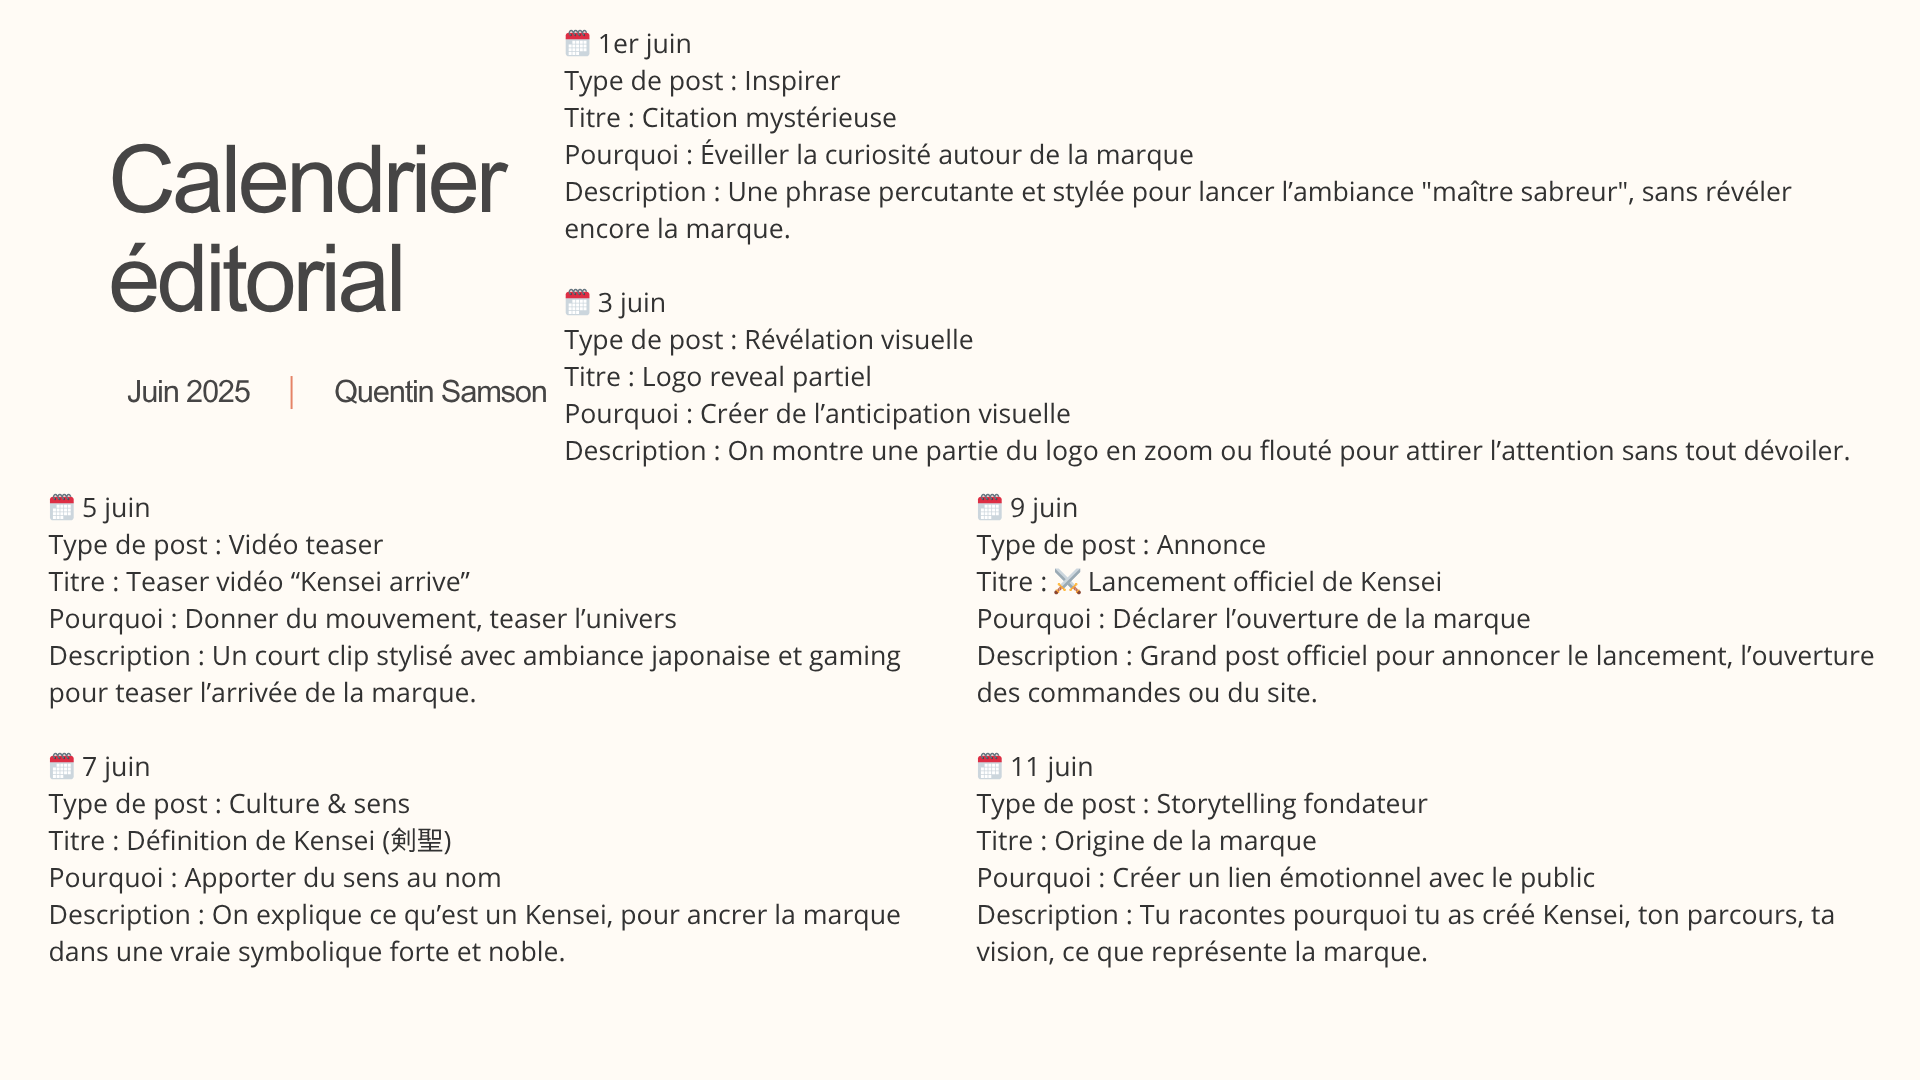 Calendrier
éditorial
Juin 2025 | Quentin Samson
🗓️ 1er juin
Type de post : Inspirer
Titre : Citation mystérieuse
Pourquoi : Éveiller la curiosité autour de la marque
Description : Une phrase percutante et stylée pour lancer l’ambiance "maître sabreur", sans révéler
encore la marque.
🗓️ 3 juin
Type de post : Révélation visuelle
Titre : Logo reveal partiel
Pourquoi : Créer de l’anticipation visuelle
Description : On montre une partie du logo en zoom ou flouté pour attirer l’attention sans tout dévoiler.
🗓️ 5 juin
Type de post : Vidéo teaser
Titre : Teaser vidéo “Kensei arrive”
Pourquoi : Donner du mouvement, teaser l’univers
Description : Un court clip stylisé avec ambiance japonaise et gaming
pour teaser l’arrivée de la marque.
🗓️ 7 juin
Type de post : Culture & sens
Titre : Définition de Kensei (剣聖)
Pourquoi : Apporter du sens au nom
Description : On explique ce qu’est un Kensei, pour ancrer la marque
dans une vraie symbolique forte et noble.
🗓️ 9 juin
Type de post : Annonce
Titre : ⚔️ Lancement officiel de Kensei
Pourquoi : Déclarer l’ouverture de la marque
Description : Grand post officiel pour annoncer le lancement, l’ouverture
des commandes ou du site.
🗓️ 11 juin
Type de post : Storytelling fondateur
Titre : Origine de la marque
Pourquoi : Créer un lien émotionnel avec le public
Description : Tu racontes pourquoi tu as créé Kensei, ton parcours, ta
vision, ce que représente la marque.